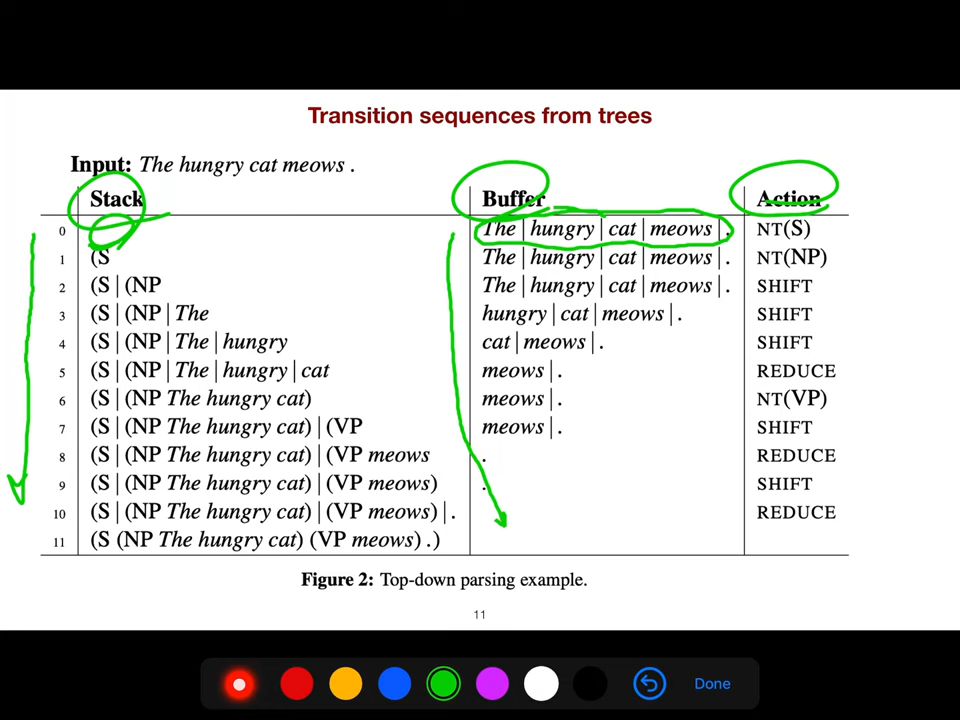 Transition sequences from trees
Input: The hungry cat meows .
Stack Buffer Action
0 The | hungry | cat | meows | . NT(S)
1 (S The | hungry | cat | meows | . NT(NP)
2 (S | (NP The | hungry | cat | meows | . SHIFT
3 (S | (NP | The hungry | cat | meows | . SHIFT
4 (S | (NP | The | hungry cat | meows | . SHIFT
5 (S | (NP | The | hungry | cat meows | . REDUCE
6 (S | (NP The hungry cat) meows | . NT(VP)
7 (S | (NP The hungry cat) | (VP meows | . SHIFT
8 (S | (NP The hungry cat) | (VP meows . REDUCE
9 (S | (NP The hungry cat) | (VP meows) . SHIFT
10 (S | (NP The hungry cat) | (VP meows) | . REDUCE
11 (S (NP The hungry cat) (VP meows) .)
Figure 2: Top-down parsing example.
11
Done